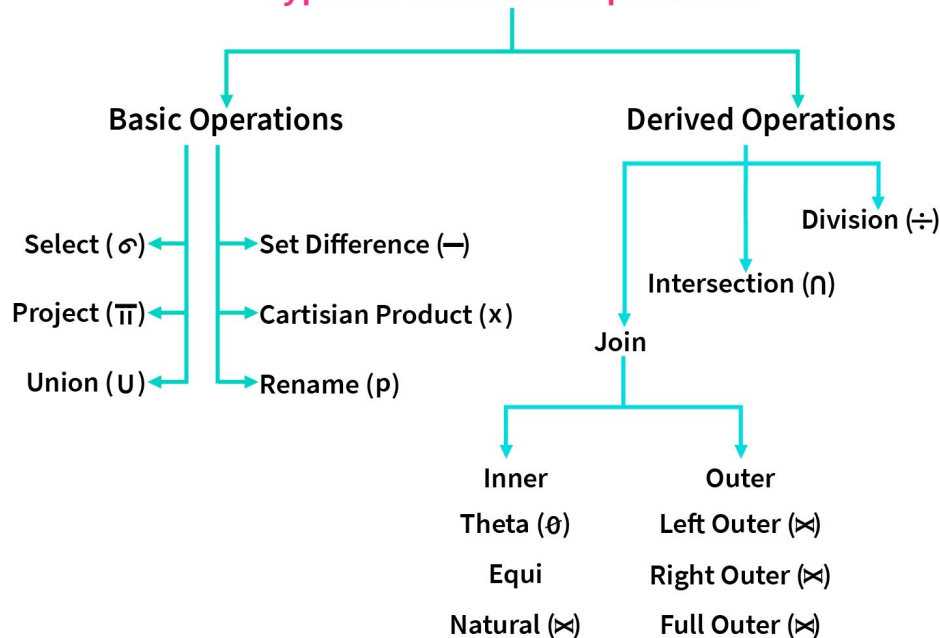 Basic Operations
Derived Operations
Division (÷)
Select (σ)
Set Difference (—)
Intersection (∩)
Project (π)
Cartisian Product (x)
Join
Union (U)
Rename (p)
Inner
Outer
Theta (θ)
Left Outer (⋈)
Equi
Right Outer (⋈)
Natural (⋈)
Full Outer (⋈)